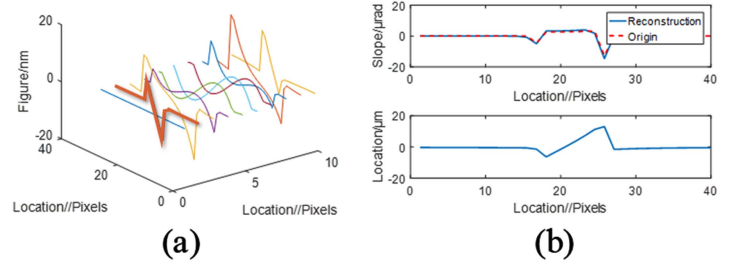 (a)
20
0
-20
Figure/nm
40
20
0
Location//Pixels
0
5
10
Location//Pixels
(b)
20
0
-20
Slope/μrad
Reconstruction
Origin
0
10
20
30
40
Location//Pixels
20
0
-20
Location/μm
0
10
20
30
40
Location//Pixels
(a)
(b)